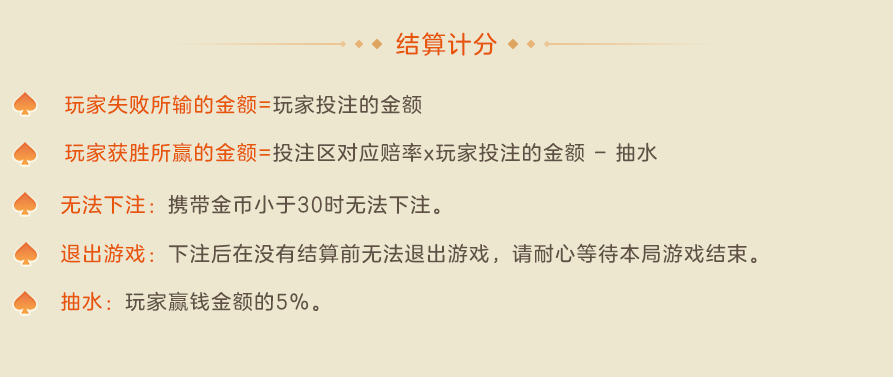 结算计分
玩家失败所输的金额=玩家投注的金额
玩家获胜所赢的金额=投注区对应赔率x玩家投注的金额 - 抽水
无法下注：携带金币小于30时无法下注。
退出游戏：下注后在没有结算前无法退出游戏，请耐心等待本局游戏结束。
抽水：玩家赢钱金额的5%。